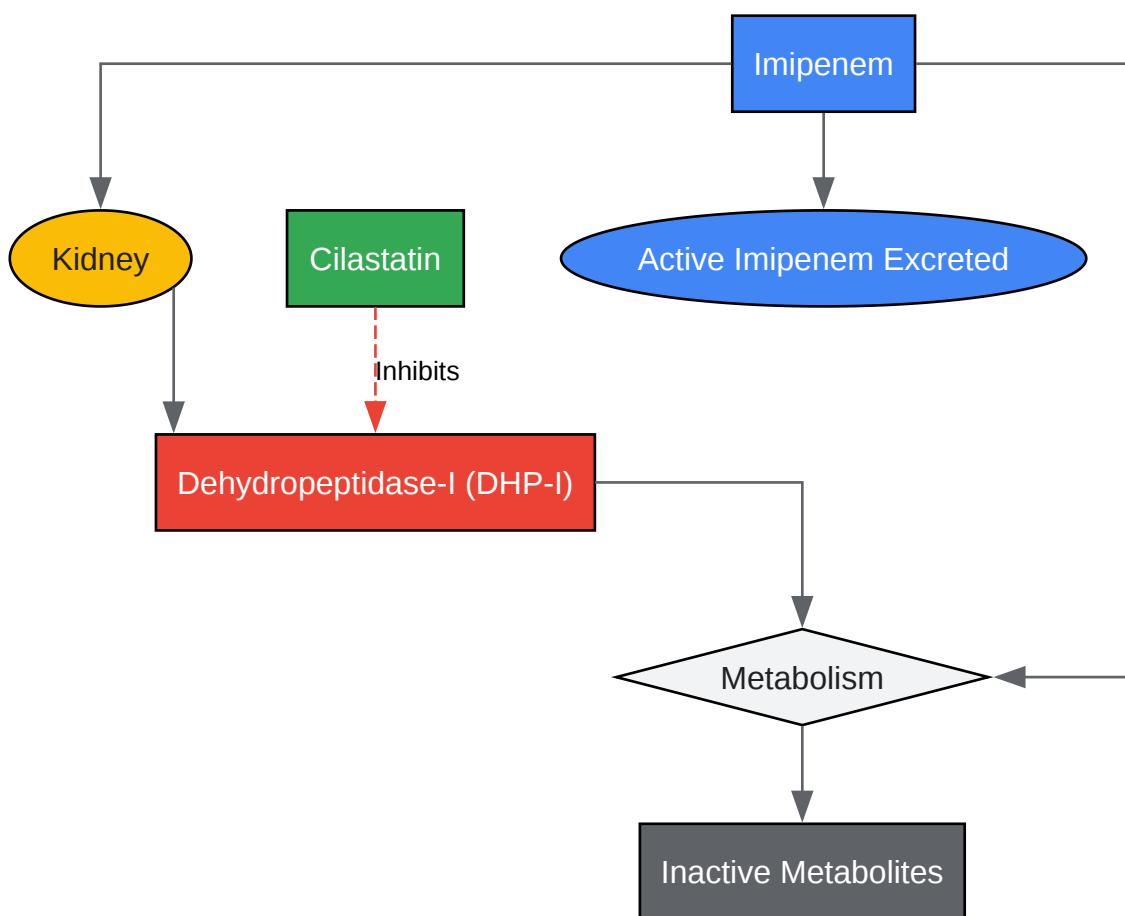 Imipenem
Kidney
Cilastatin
Active Imipenem Excreted
Inhibits
Dehydropeptidase-I (DHP-I)
Metabolism
Inactive Metabolites